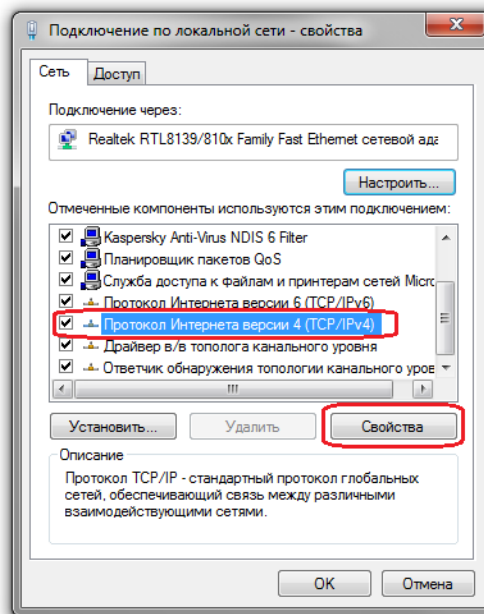 Подключение по локальной сети - свойства
Сеть
Доступ
Подключение через:
Realtek RTL8139/810x Family Fast Ethernet сетевой ада
Настроить...
Отмеченные компоненты используются этим подключением:
Kaspersky Anti-Virus NDIS 6 Filter
Планировщик пакетов QoS
Служба доступа к файлам и принтерам сетей Micro
Протокол Интернета версии 6 (TCP/IPv6)
Протокол Интернета версии 4 (TCP/IPv4)
Драйвер в/в тополога канального уровня
Ответчик обнаружения топологии канального уров
Установить...
Удалить
Свойства
Описание
Протокол TCP/IP - стандартный протокол глобальных
сетей, обеспечивающий связь между различными
взаимодействующими сетями.
OK
Отмена